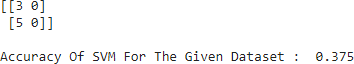 [[3 0]
 [5 0]]
Accuracy Of SVM For The Given Dataset :  0.375